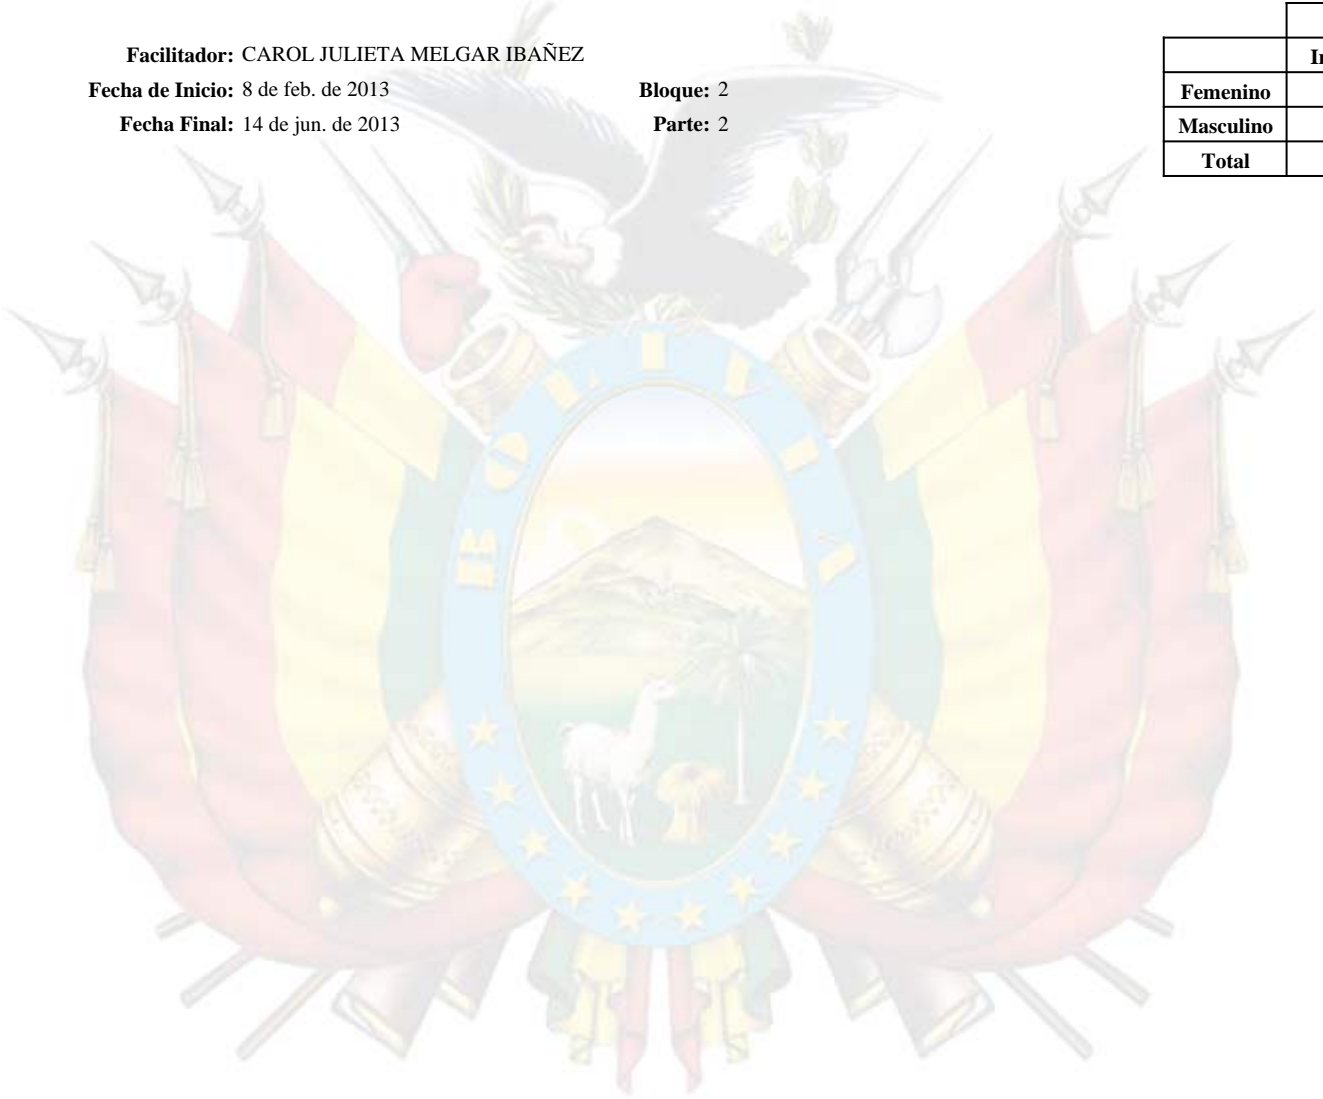 Facilitador: CAROL JULIETA MELGAR IBAÑEZ
Fecha de Inicio: 8 de feb. de 2013 Bloque: 2
Fecha Final: 14 de jun. de 2013 Parte: 2
Femenino
Masculino
Total
BOLIVIA